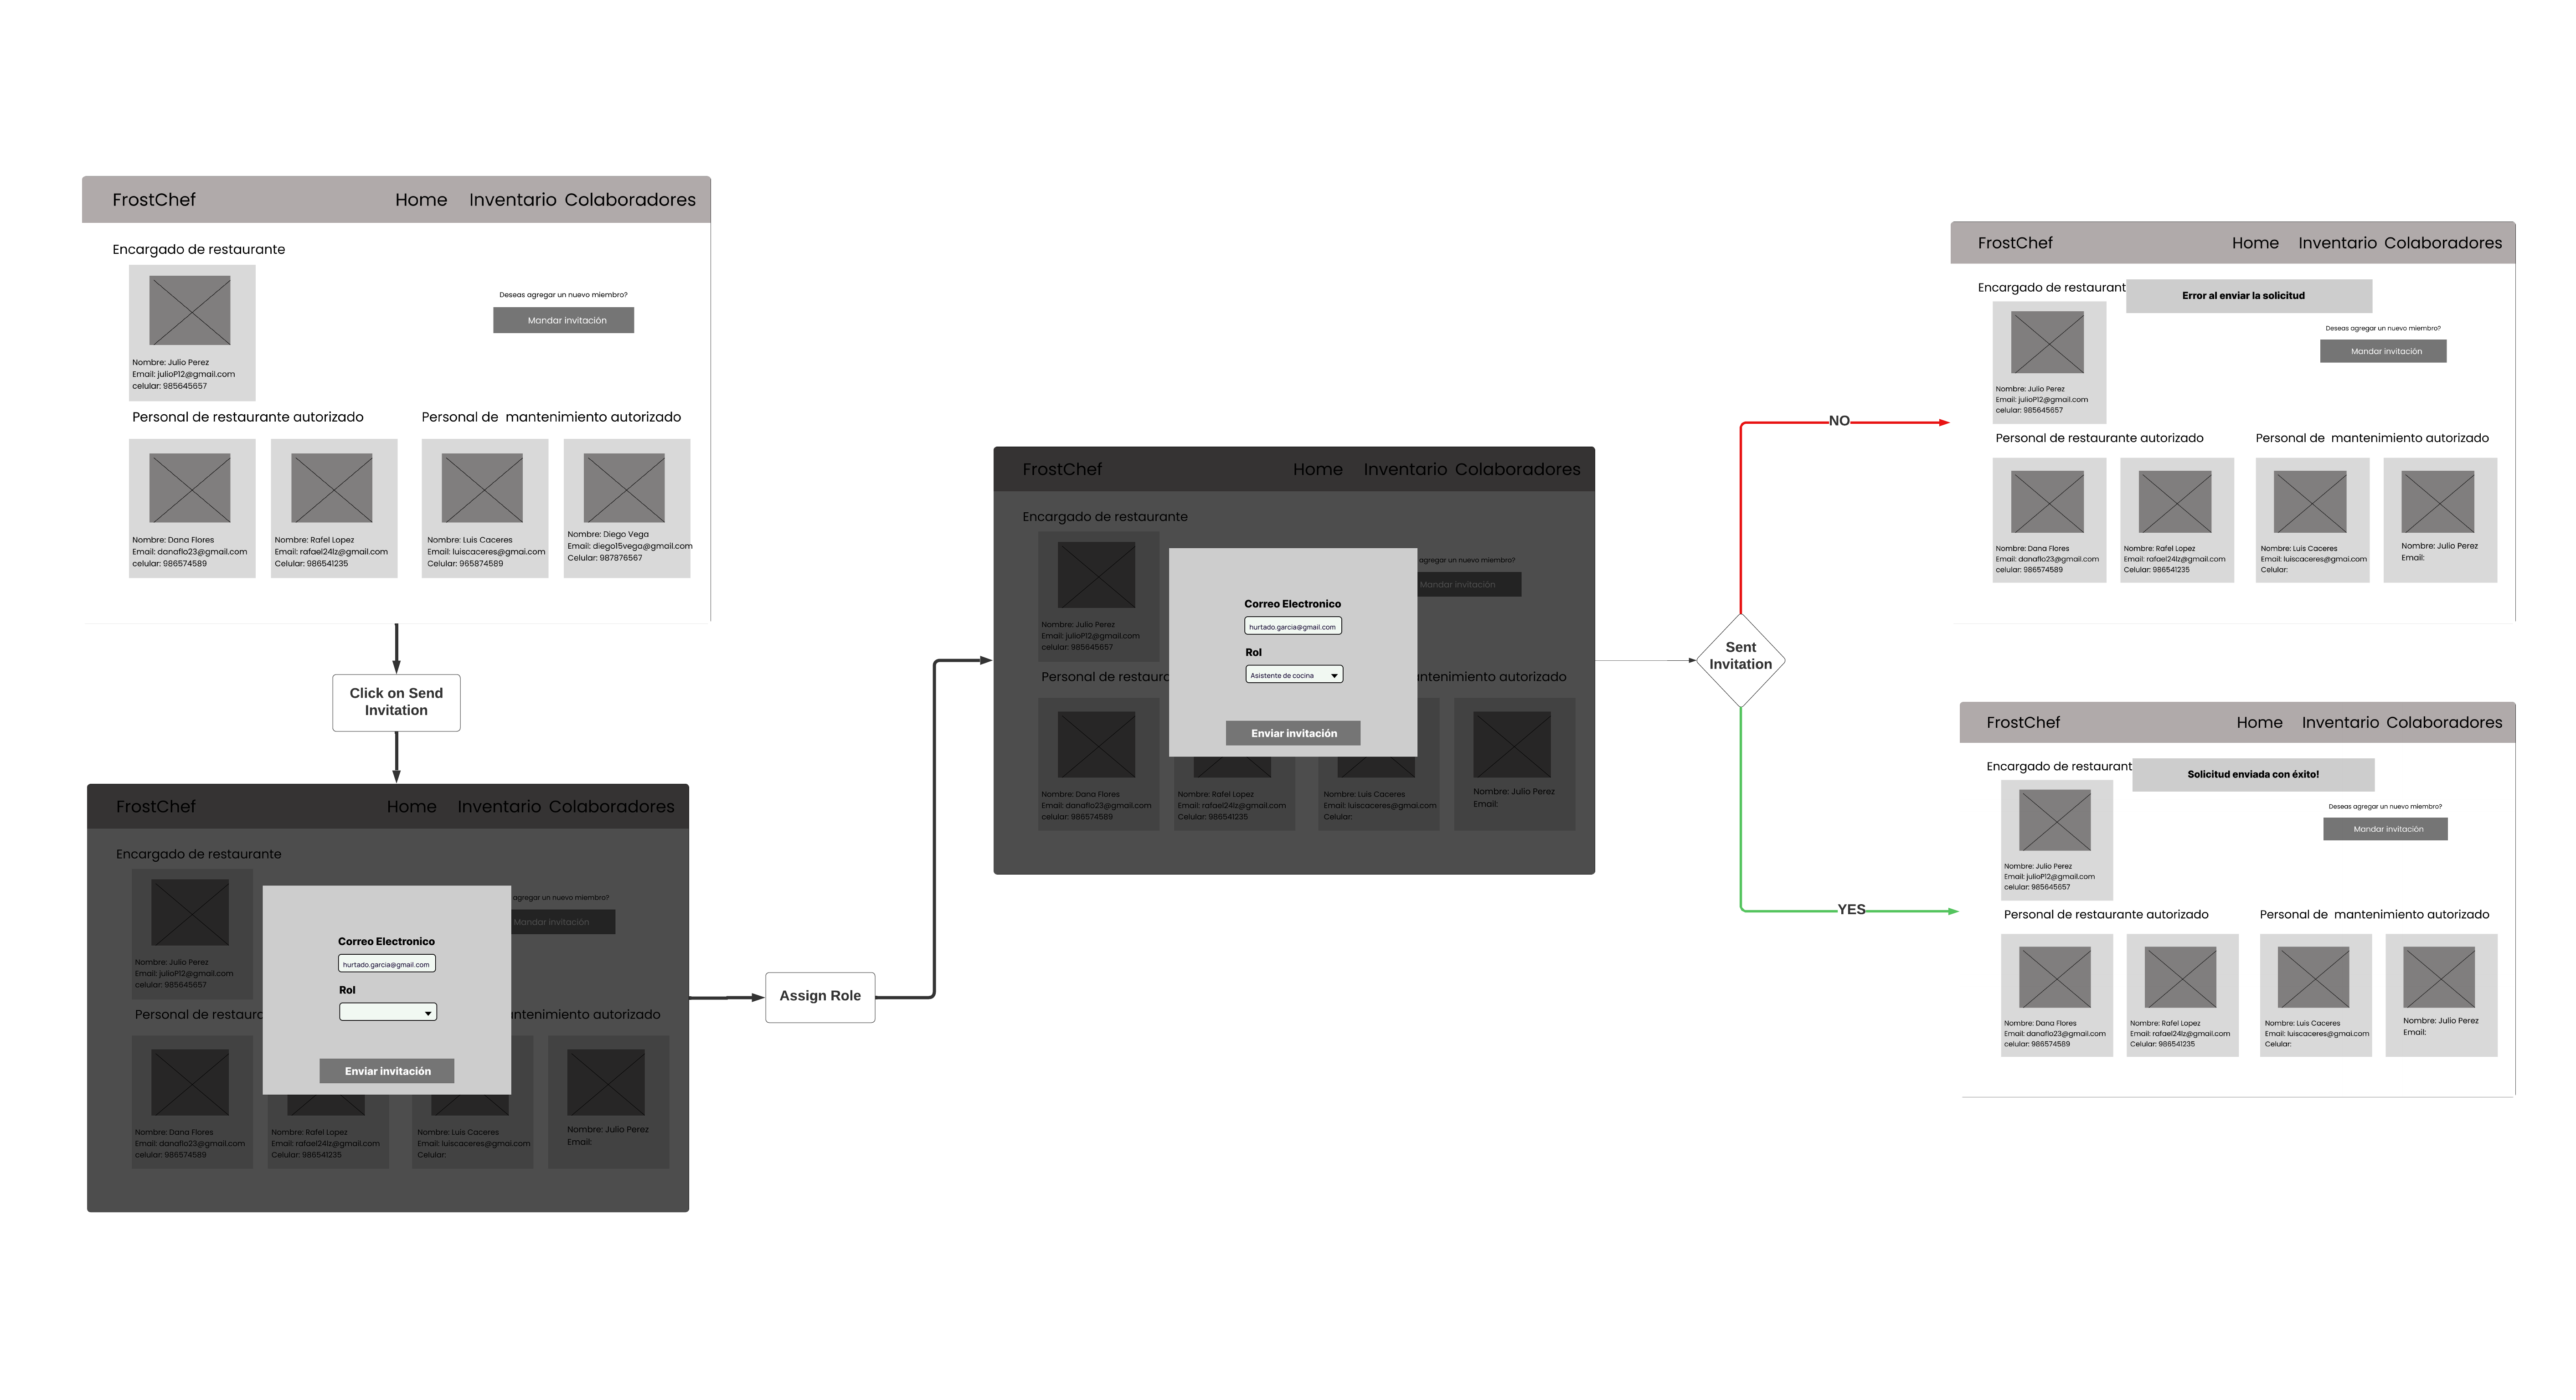 FrostChef Home Inventario Colaboradores
Encargado de restaurante
Deseas agregar un nuevo miembro?
Mandar invitación
Nombre: Julio Perez
Email: julioP12@gmail.com
celular: 985645657
Personal de restaurante autorizado Personal de mantenimiento autorizado
Nombre: Dana Flores
Email: danaflo23@gmail.com
celular: 986574589
Nombre: Rafel Lopez
Email: rafael24lz@gmail.com
Celular: 986541235
Nombre: Luis Caceres
Email: luiscaceres@gmai.com
Celular: 965874589
Nombre: Diego Vega
Email: diego15vega@gmail.com
Celular: 987876567
Click on Send
Invitation
FrostChef Home Inventario Colaboradores
Encargado de restaurante
agregar un nuevo miembro?
Mandar invitación
Correo Electronico
hurtado.garcia@gmail.com
Rol
Enviar invitación
Nombre: Julio Perez
Email: julioP12@gmail.com
celular: 985645657
Personal de restaurc ntenimiento autorizado
Nombre: Dana Flores
Email: danaflo23@gmail.com
celular: 986574589
Nombre: Rafel Lopez
Email: rafael24lz@gmail.com
Celular: 986541235
Nombre: Luis Caceres
Email: luiscaceres@gmai.com
Celular:
Nombre: Julio Perez
Email:
Assign Role
FrostChef Home Inventario Colaboradores
Encargado de restaurante
agregar un nuevo miembro?
Mandar invitación
Correo Electronico
hurtado.garcia@gmail.com
Rol
Asistente de cocina
Enviar invitación
Nombre: Julio Perez
Email: julioP12@gmail.com
celular: 985645657
Personal de restaurc ntenimiento autorizado
Nombre: Dana Flores
Email: danaflo23@gmail.com
celular: 986574589
Nombre: Rafel Lopez
Email: rafael24lz@gmail.com
Celular: 986541235
Nombre: Luis Caceres
Email: luiscaceres@gmai.com
Celular:
Nombre: Julio Perez
Email:
Sent
Invitation
NO
FrostChef Home Inventario Colaboradores
Encargado de restaurant
Error al enviar la solicitud
Deseas agregar un nuevo miembro?
Mandar invitación
Nombre: Julio Perez
Email: julioP12@gmail.com
celular: 985645657
Personal de restaurante autorizado Personal de mantenimiento autorizado
Nombre: Dana Flores
Email: danaflo23@gmail.com
celular: 986574589
Nombre: Rafel Lopez
Email: rafael24lz@gmail.com
Celular: 986541235
Nombre: Luis Caceres
Email: luiscaceres@gmai.com
Celular:
Nombre: Julio Perez
Email:
YES
FrostChef Home Inventario Colaboradores
Encargado de restaurant
Solicitud enviada con éxito!
Deseas agregar un nuevo miembro?
Mandar invitación
Nombre: Julio Perez
Email: julioP12@gmail.com
celular: 985645657
Personal de restaurante autorizado Personal de mantenimiento autorizado
Nombre: Dana Flores
Email: danaflo23@gmail.com
celular: 986574589
Nombre: Rafel Lopez
Email: rafael24lz@gmail.com
Celular: 986541235
Nombre: Luis Caceres
Email: luiscaceres@gmai.com
Celular:
Nombre: Julio Perez
Email: